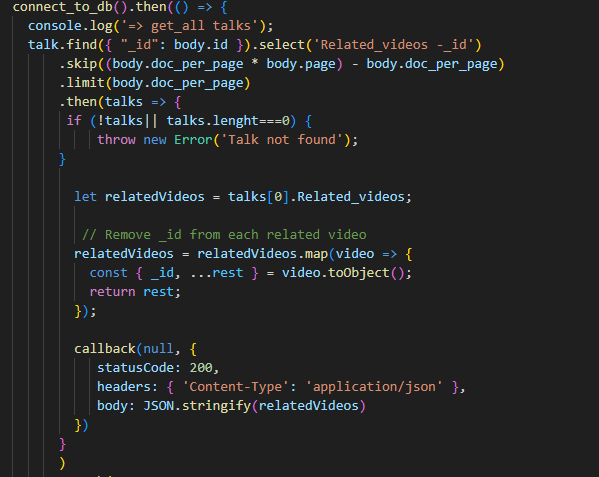 connect_to_db().then(() => {
  console.log('=> get_all talks');
  talk.find({ "_id": body.id }).select('Related_videos -_id')
      .skip((body.doc_per_page * body.page) - body.doc_per_page)
      .limit(body.doc_per_page)
      .then(talks => {
       if (!talks|| talks.lenght===0) {
           throw new Error('Talk not found');
      }
        let relatedVideos = talks[0].Related_videos;
         // Remove _id from each related video
        relatedVideos = relatedVideos.map(video => {
          const { _id, ...rest } = video.toObject();
          return rest;
        });
        callback(null, {
           statusCode: 200,
           headers: { 'Content-Type': 'application/json' },
           body: JSON.stringify(relatedVideos)
        })
      }
      )